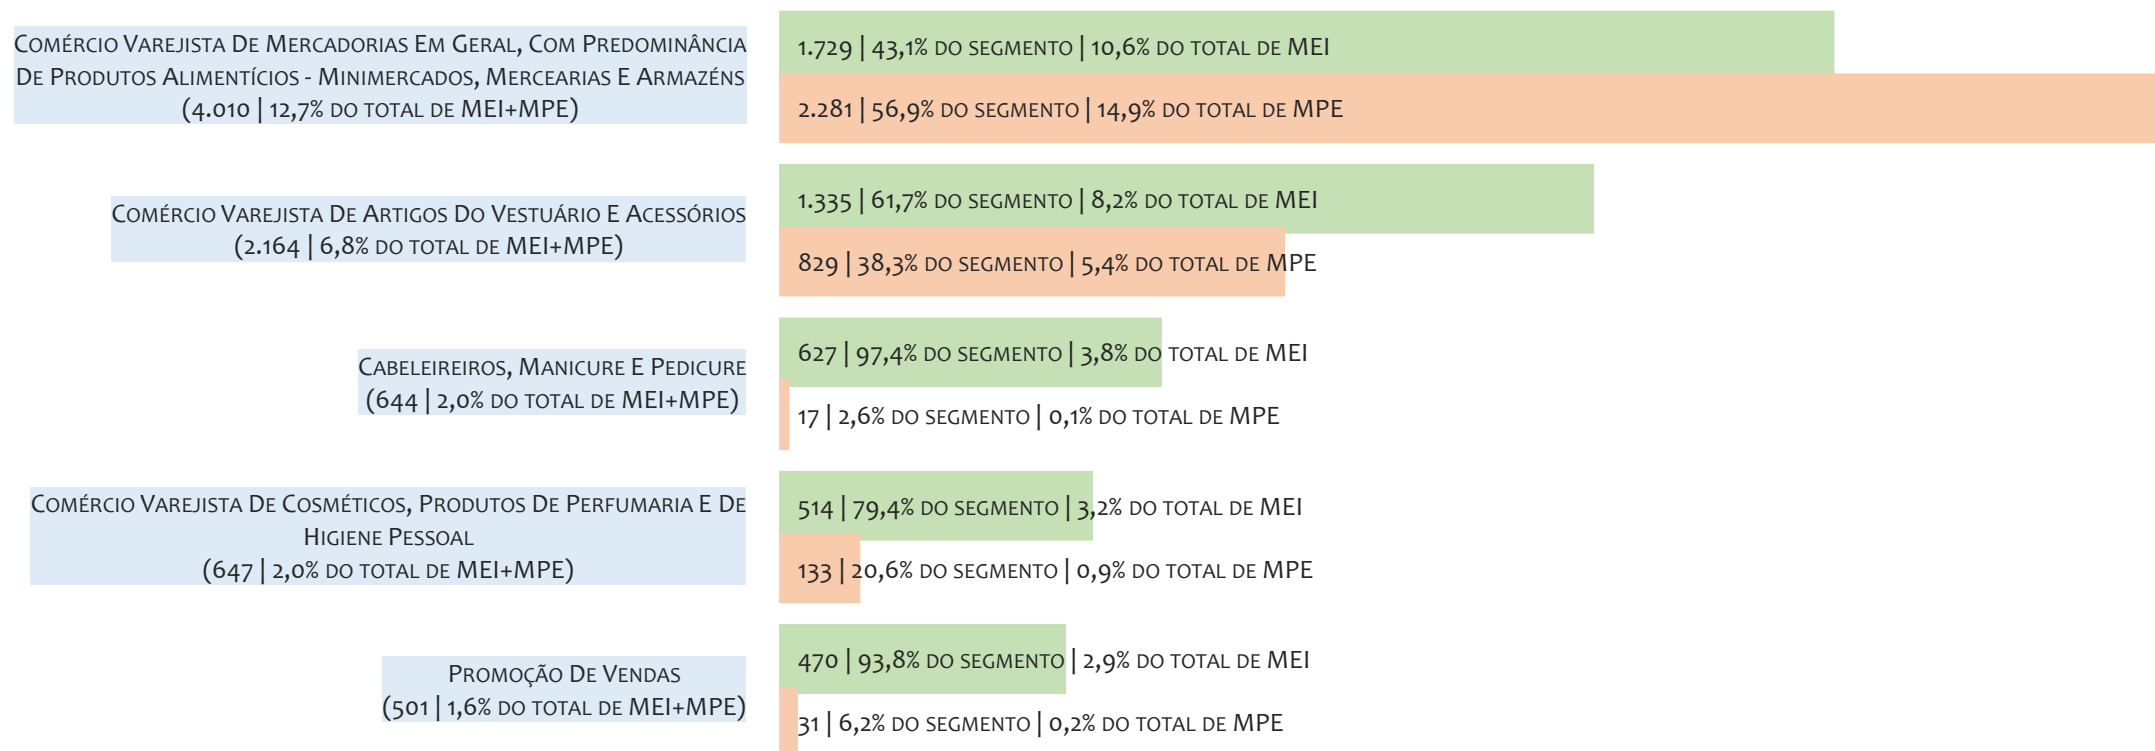 Comércio Varejista De Mercadorias Em Geral, Com Predominância
De Produtos Alimentícios - Minimercados, Mercearias E Armazéns
(4.010 | 12,7% do total de MEI+MPE)
1.729 | 43,1% do segmento | 10,6% do total de MEI
2.281 | 56,9% do segmento | 14,9% do total de MPE
Comércio Varejista De Artigos Do Vestuário E Acessórios
(2.164 | 6,8% do total de MEI+MPE)
1.335 | 61,7% do segmento | 8,2% do total de MEI
829 | 38,3% do segmento | 5,4% do total de MPE
Cabeleireiros, Manicure E Pedicure
(644 | 2,0% do total de MEI+MPE)
627 | 97,4% do segmento | 3,8% do total de MEI
17 | 2,6% do segmento | 0,1% do total de MPE
Comércio Varejista De Cosméticos, Produtos De Perfumaria E De
Higiene Pessoal
(647 | 2,0% do total de MEI+MPE)
514 | 79,4% do segmento | 3,2% do total de MEI
133 | 20,6% do segmento | 0,9% do total de MPE
Promoção De Vendas
(501 | 1,6% do total de MEI+MPE)
470 | 93,8% do segmento | 2,9% do total de MEI
31 | 6,2% do segmento | 0,2% do total de MPE